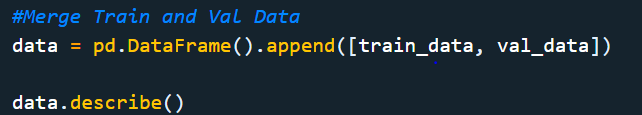 #Merge Train and Val Data
data = pd.DataFrame().append([train_data, val_data])
data.describe()